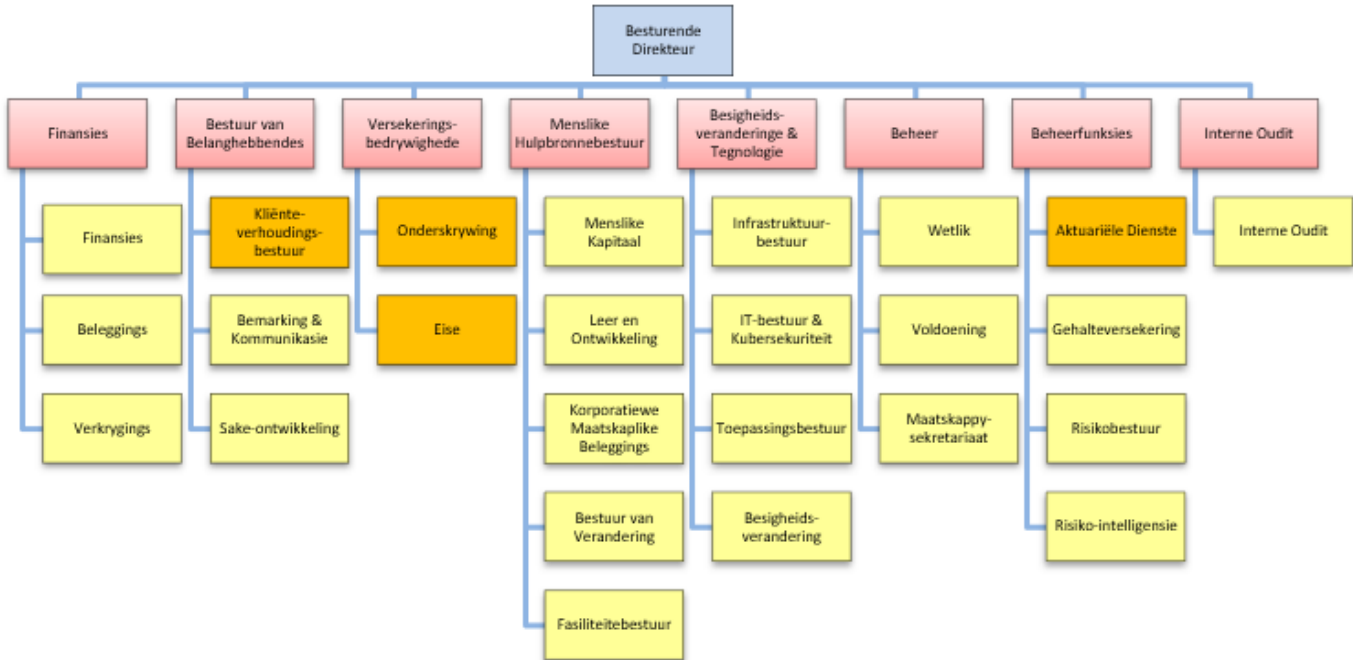 Besturende
Direkteur
Finansies
Bestuur van
Belanghebbendes
Versekerings-
bedrywighede
Menslike
Hulpbronnebestuur
Besigheids-
veranderinge &
Tegnologie
Beheer
Beheerfunksies
Interne Oudit
Finansies
Beleggings
Verkrygings
Kliënte-
verhoudings-
bestuur
Bemarking &
Kommunikasie
Sake-ontwikkeling
Onderskrywing
Eise
Menslike
Kapitaal
Leer en
Ontwikkeling
Korporatiewe
Maatskaplike
Beleggings
Bestuur van
Verandering
Fasiliteitebestuur
Infrastruktuur-
bestuur
IT-bestuur &
Kubersekuriteit
Toepassingsbestuur
Besigheids-
verandering
Wetlik
Voldoening
Maatskappy-
sekretariaat
Aktuariële Dienste
Gehalteversekering
Risikobestuur
Risiko-intelligensie
Interne Oudit